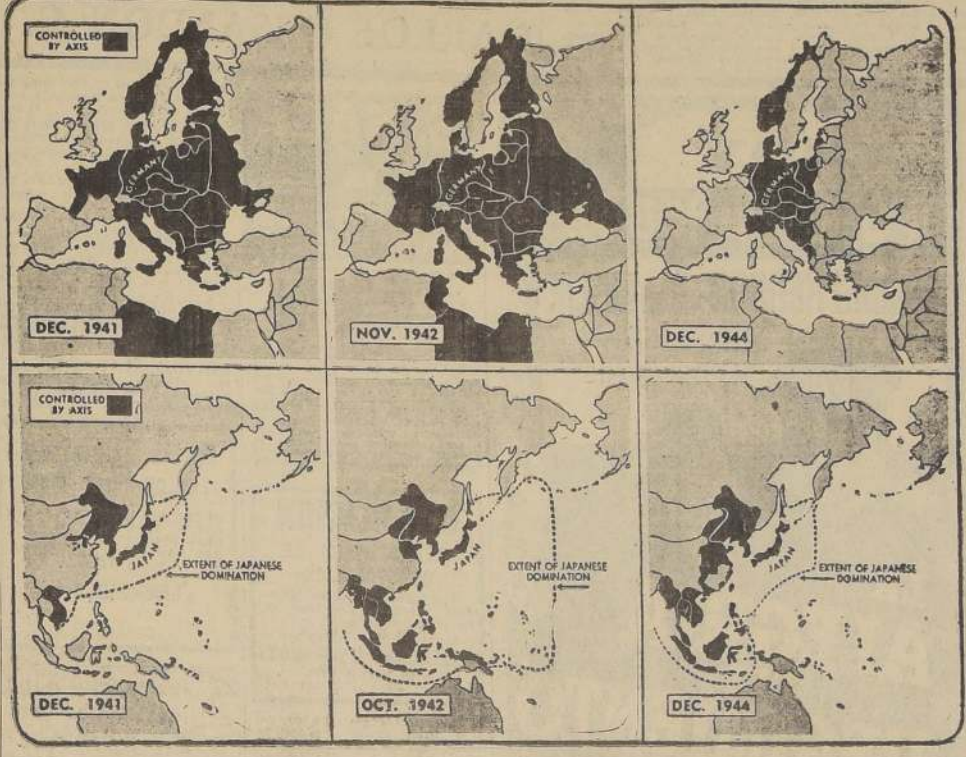 CONTROLLED
BY AXIS
GERMANY
DEC. 1941
GERMANY
NOV. 1942
GERMANY
DEC. 1944
CONTROLLED
BY AXIS
JAPAN
EXTENT OF JAPANESE
DOMINATION
DEC. 1941
JAPAN
EXTENT OF JAPANESE
DOMINATION
OCT. 1942
JAPAN
EXTENT OF JAPANESE
DOMINATION
DEC. 1944